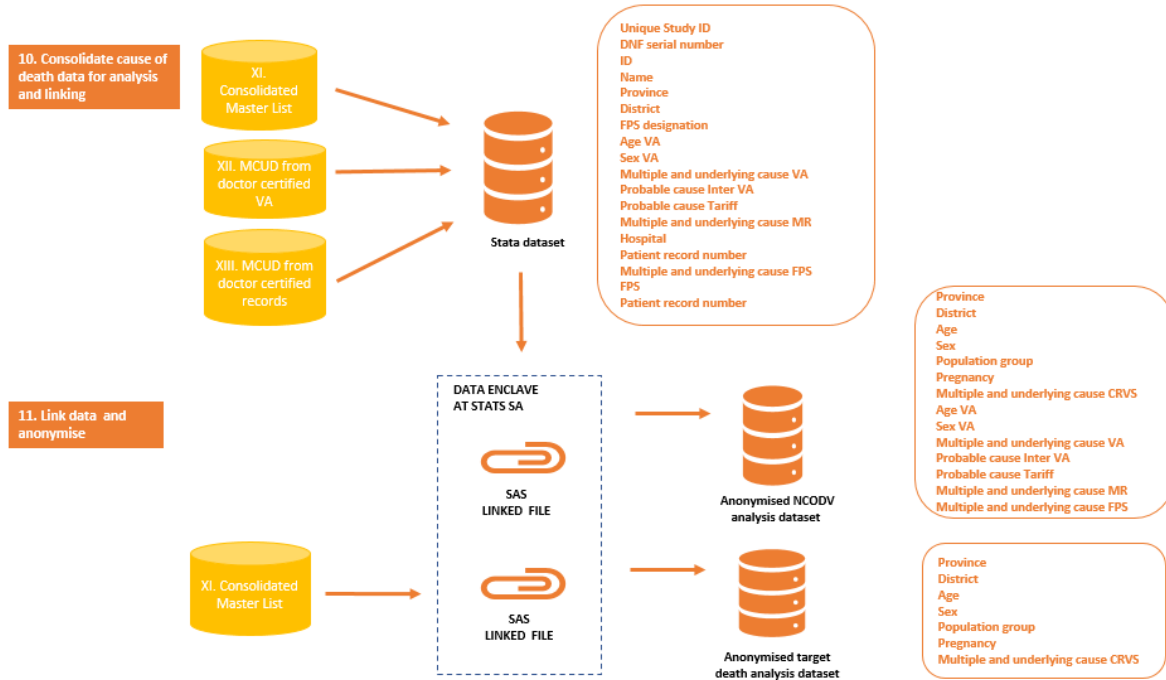 10. Consolidate cause of
death data for analysis
and linking
XI.
Consolidated
Master List
XII. MCUD from
doctor certified
VA
XIII. MCUD from
doctor certified
records
Stata dataset
Unique Study ID
DNF serial number
ID
Name
Province
District
FPS designation
Age VA
Sex VA
Multiple and underlying cause VA
Probable cause Inter VA
Probable cause Tariff
Multiple and underlying cause MR
Hospital
Patient record number
Multiple and underlying cause FPS
FPS
Patient record number
11. Link data  and
anonymise
XI. Consolidated
Master List
DATA ENCLAVE
AT STATS SA
SAS
LINKED  FILE
SAS
LINKED  FILE
Anonymised NCODV
analysis dataset
Province
District
Age
Sex
Population group
Pregnancy
Multiple and underlying cause CRVS
Age VA
Sex VA
Multiple and underlying cause VA
Probable cause Inter VA
Probable cause Tariff
Multiple and underlying cause MR
Multiple and underlying cause FPS
Anonymised target
death analysis dataset
Province
District
Age
Sex
Population group
Pregnancy
Multiple and underlying cause CRVS